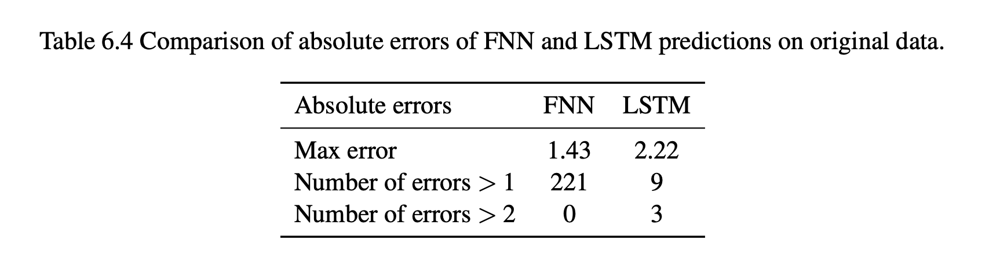 Table 6.4 Comparison of absolute errors of FNN and LSTM predictions on original data.
Absolute errors FNN LSTM
Max error 1.43 2.22
Number of errors > 1 221 9
Number of errors > 2 0 3